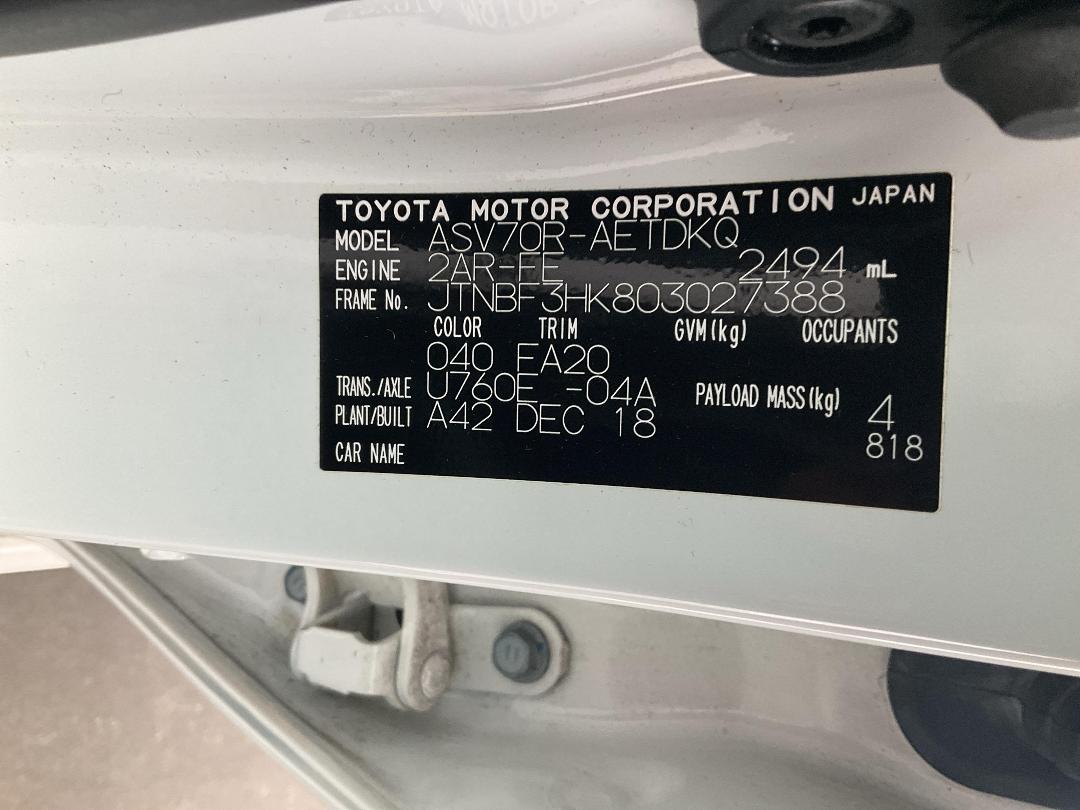 TOYOTA MOTOR CORPORATION JAPAN
MODEL ASV70R-AETDKQ
ENGINE 2AR-FE 2494 mL
FRAME No. JTNBF3HK803027388
COLOR TRIM GVM(kg) OCCUPANTS
040 EA20
TRANS./AXLE U760E -04A PAYLOAD MASS(kg) 4
PLANT/BUILT A42 DEC 18
818
CAR NAME